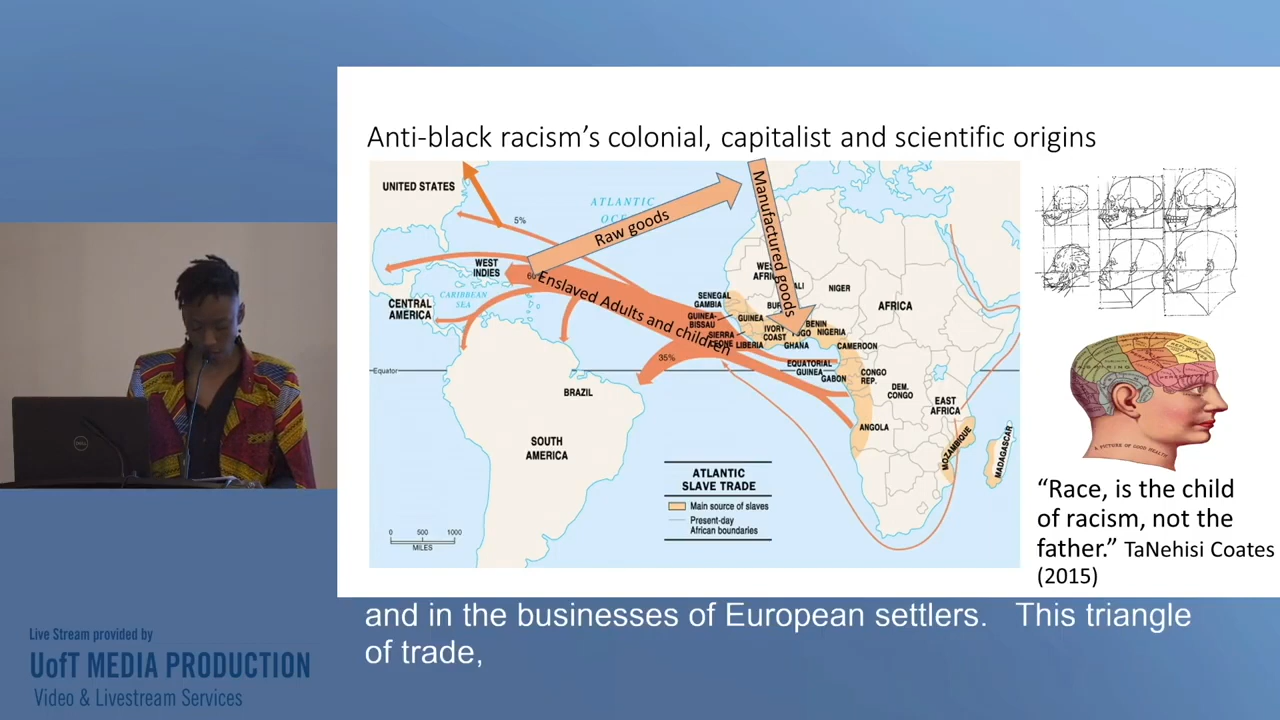 Anti-black racism's colonial, capitalist and scientific origins
UNITED STATES
ATLANTIC
5%
Raw goods
Manufactured goods
WEST
INDIES
Enslaved Adults and children
CARIBBEAN
SEA
CENTRAL
AMERICA
NIGER
AFRICA
SENEGAL
GAMBIA
GUINEA-
BISSAU
GUINEA
IVORY
COAST
BENIN
NIGERIA
LIBERIA
GHANA
CAMEROON
35%
Equator
EQUATORIAL
GUINEA
GABON
CONGO
REP.
DEM.
CONGO
EAST
AFRICA
BRAZIL
ANGOLA
SOUTH
AMERICA
MOZAMBIQUE
MADAGASCAR
ATLANTIC
SLAVE TRADE
Main source of slaves
Present-day
African boundaries
0 500 1000
MILES
A PICTURE OF GOOD HEALTH
“Race, is the child
of racism, not the
father.” TaNehisi Coates
(2015)
DELL
and in the businesses of European settlers. This triangle
of trade,
Live Stream provided by
UofT MEDIA PRODUCTION
Video & Livestream Services